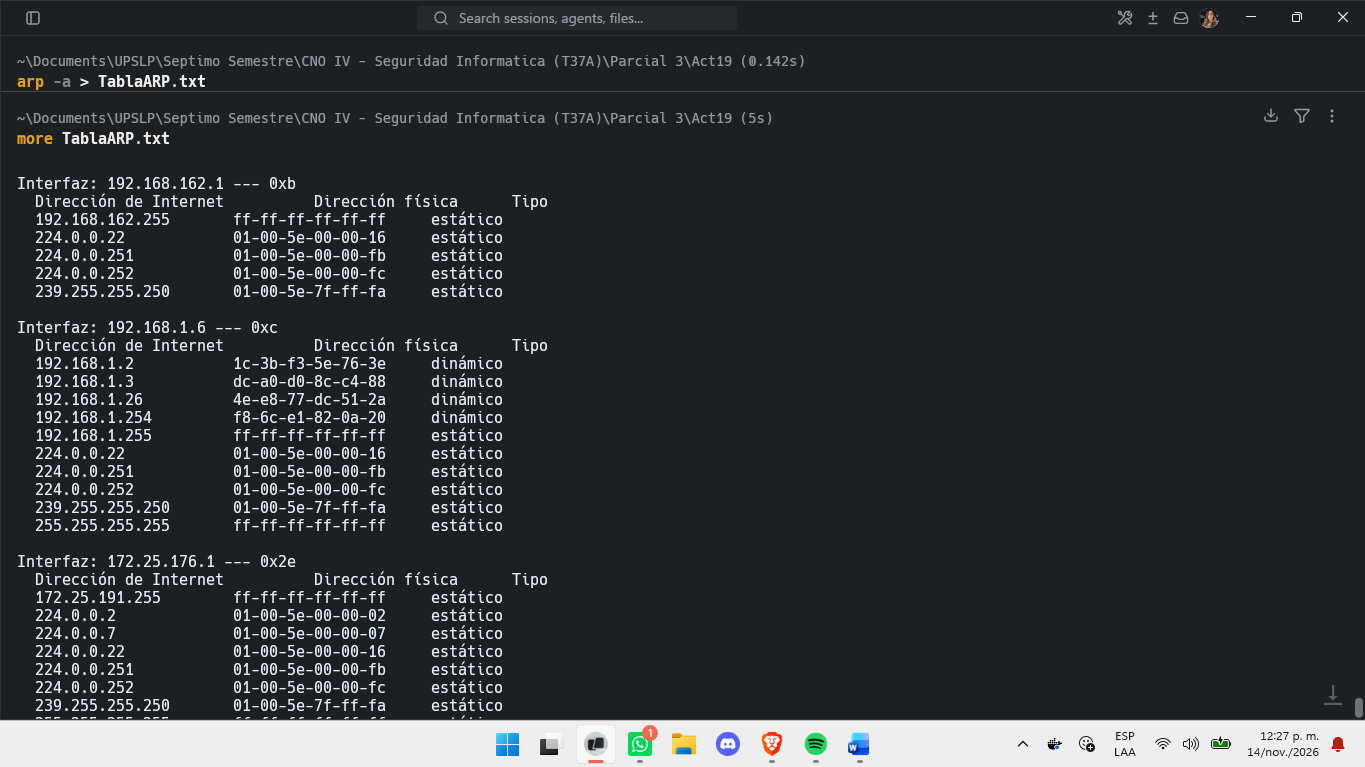 Search sessions, agents, files...
~\Documents\UPSLP\Septimo Semestre\CNO IV - Seguridad Informatica (T37A)\Parcial 3\Act19 (0.142s)
arp -a > TablaARP.txt
~\Documents\UPSLP\Septimo Semestre\CNO IV - Seguridad Informatica (T37A)\Parcial 3\Act19 (5s)
more TablaARP.txt
Interfaz: 192.168.162.1 --- 0xb
Dirección de Internet Dirección física Tipo
192.168.162.255 ff-ff-ff-ff-ff-ff estático
224.0.0.22 01-00-5e-00-00-16 estático
224.0.0.251 01-00-5e-00-00-fb estático
224.0.0.252 01-00-5e-00-00-fc estático
239.255.255.250 01-00-5e-7f-ff-fa estático
Interfaz: 192.168.1.6 --- 0xc
Dirección de Internet Dirección física Tipo
192.168.1.2 1c-3b-f3-5e-76-3e dinámico
192.168.1.3 dc-a0-d0-8c-c4-88 dinámico
192.168.1.26 4e-e8-77-dc-51-2a dinámico
192.168.1.254 f8-6c-e1-82-0a-20 dinámico
192.168.1.255 ff-ff-ff-ff-ff-ff estático
224.0.0.22 01-00-5e-00-00-16 estático
224.0.0.251 01-00-5e-00-00-fb estático
224.0.0.252 01-00-5e-00-00-fc estático
239.255.255.250 01-00-5e-7f-ff-fa estático
255.255.255.255 ff-ff-ff-ff-ff-ff estático
Interfaz: 172.25.176.1 --- 0x2e
Dirección de Internet Dirección física Tipo
172.25.191.255 ff-ff-ff-ff-ff-ff estático
224.0.0.2 01-00-5e-00-00-02 estático
224.0.0.7 01-00-5e-00-00-07 estático
224.0.0.22 01-00-5e-00-00-16 estático
224.0.0.251 01-00-5e-00-00-fb estático
224.0.0.252 01-00-5e-00-00-fc estático
239.255.255.250 01-00-5e-7f-ff-fa estático
1
W
ESP
LAA
12:27 p. m.
14/nov./2026